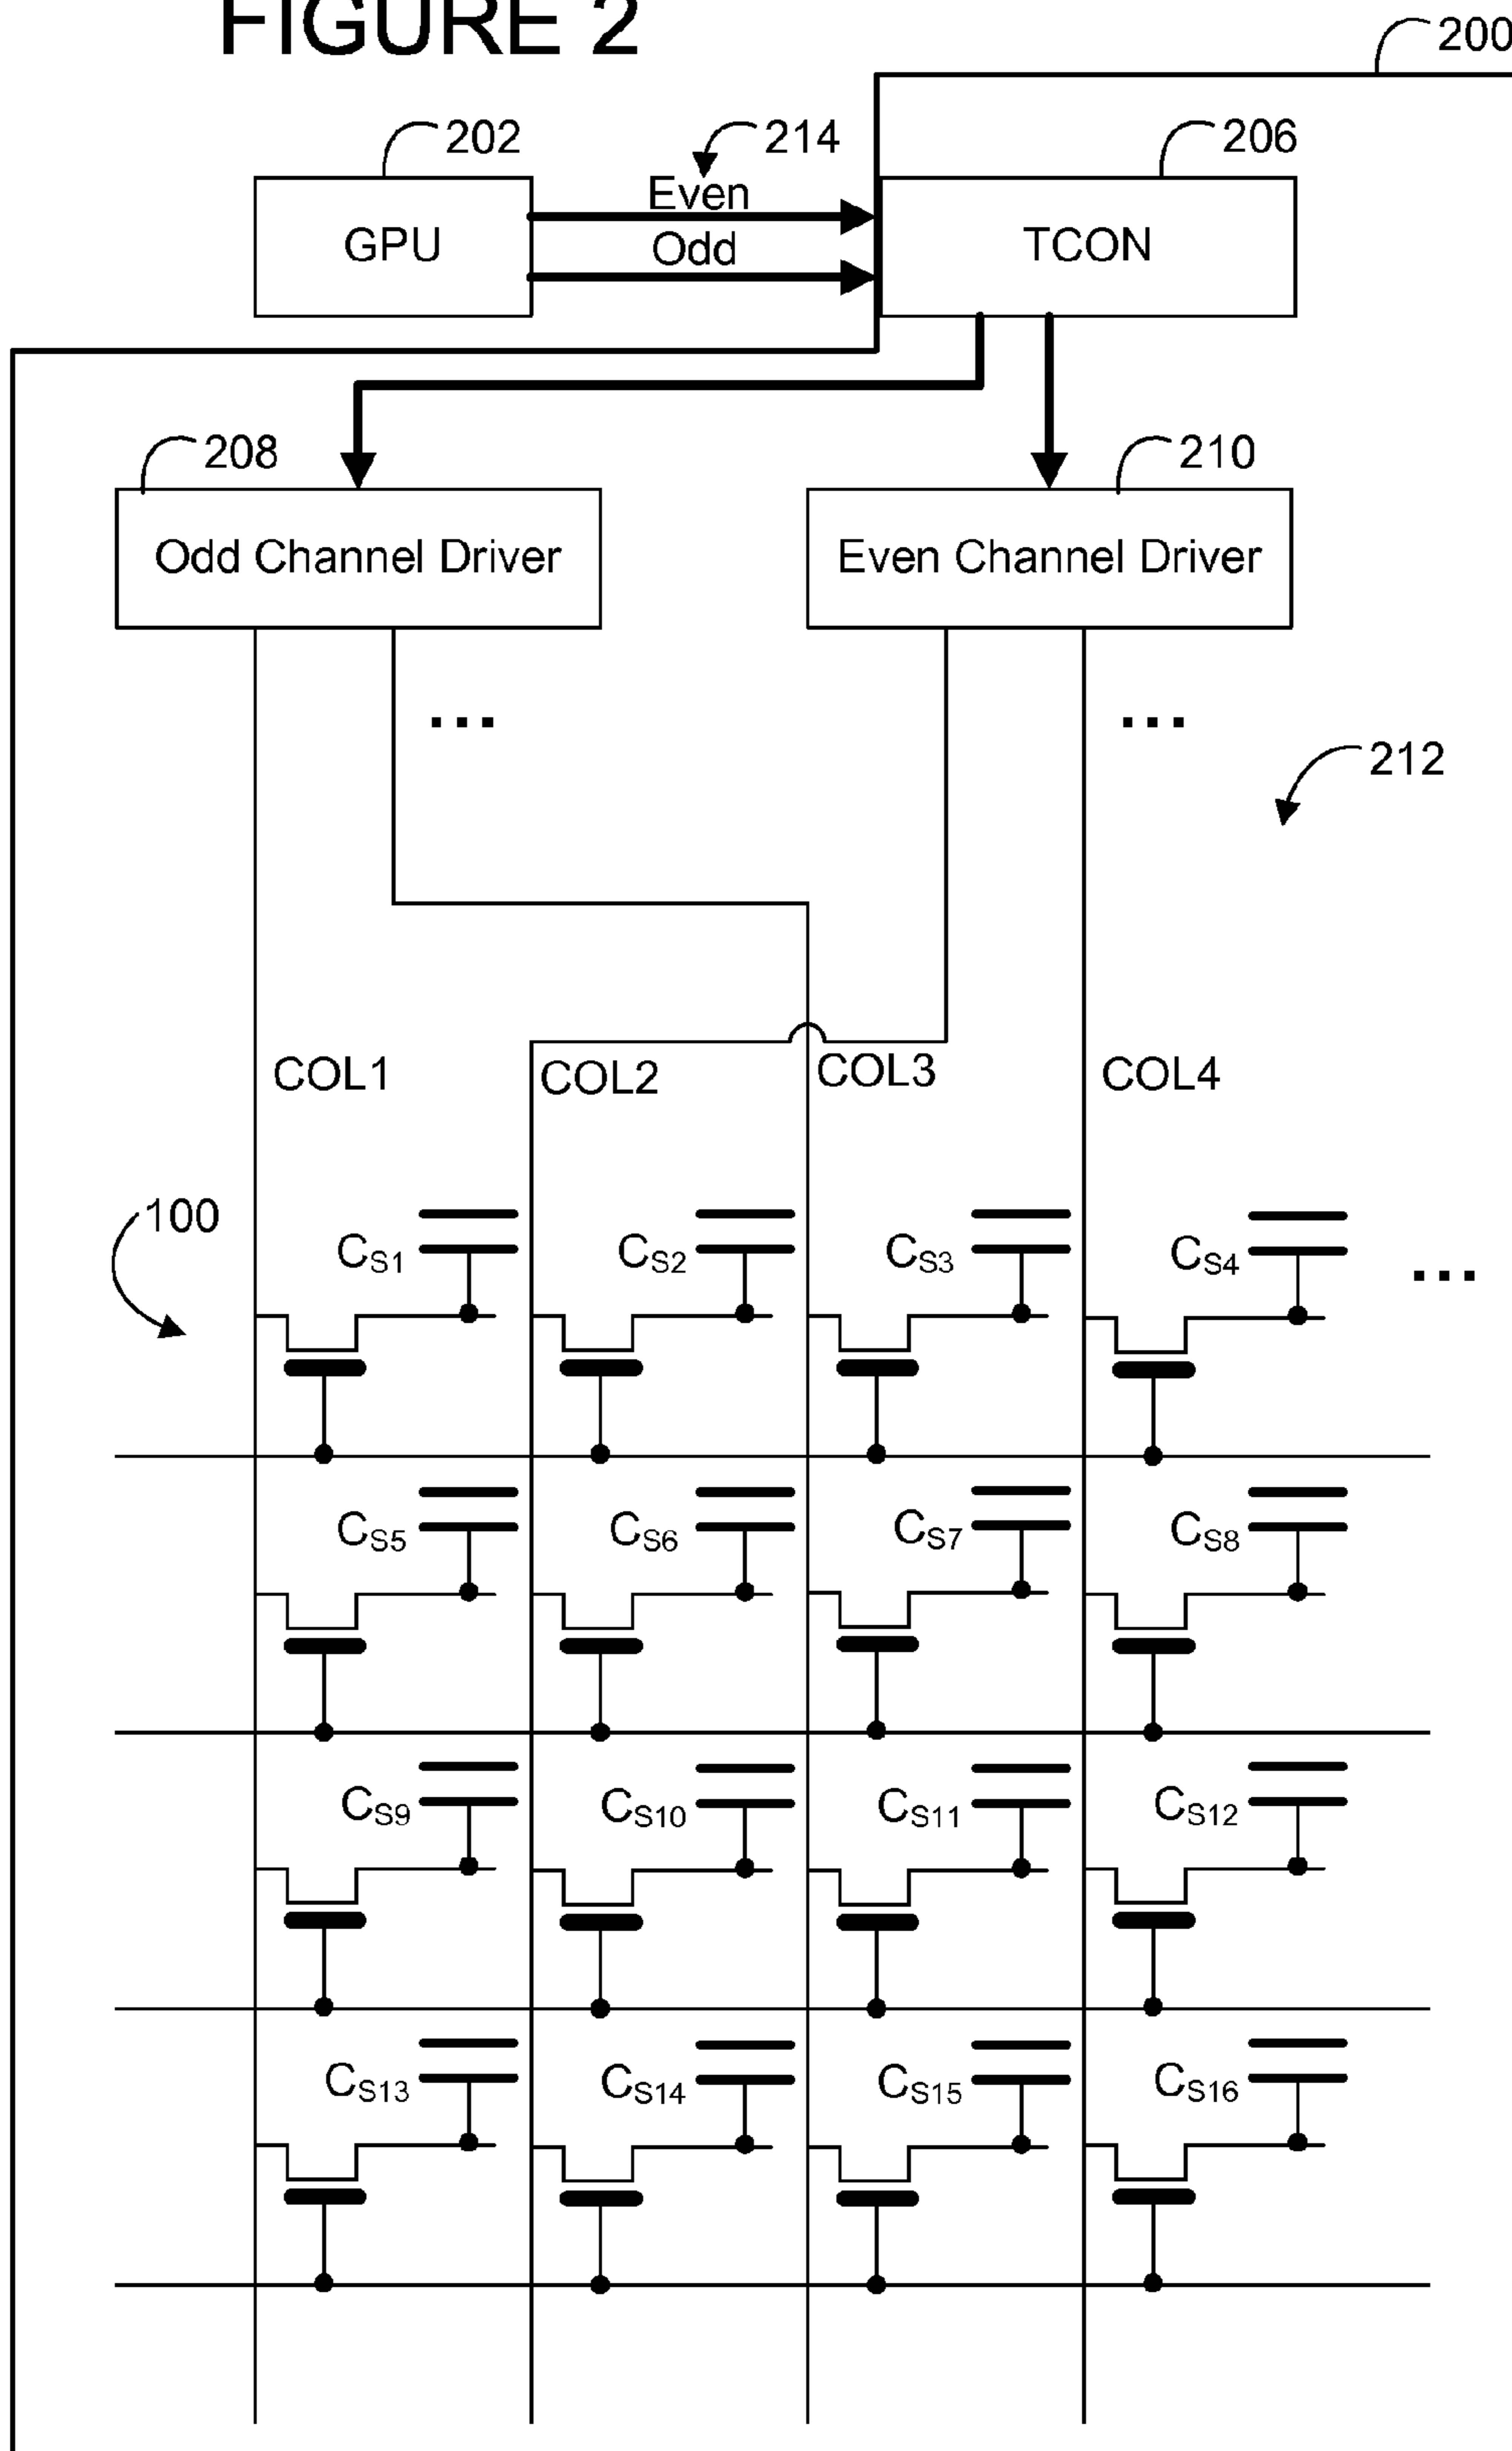 FIGURE 2
200
202
214
206
Even
GPU
Odd
TCON
208
210
Odd Channel Driver
Even Channel Driver
...
...
212
COL1
COL2
COL3
COL4
100
CS1
CS2
CS3
CS4
...
CS5
CS6
CS7
CS8
CS9
CS10
CS11
CS12
CS13
CS14
CS15
CS16